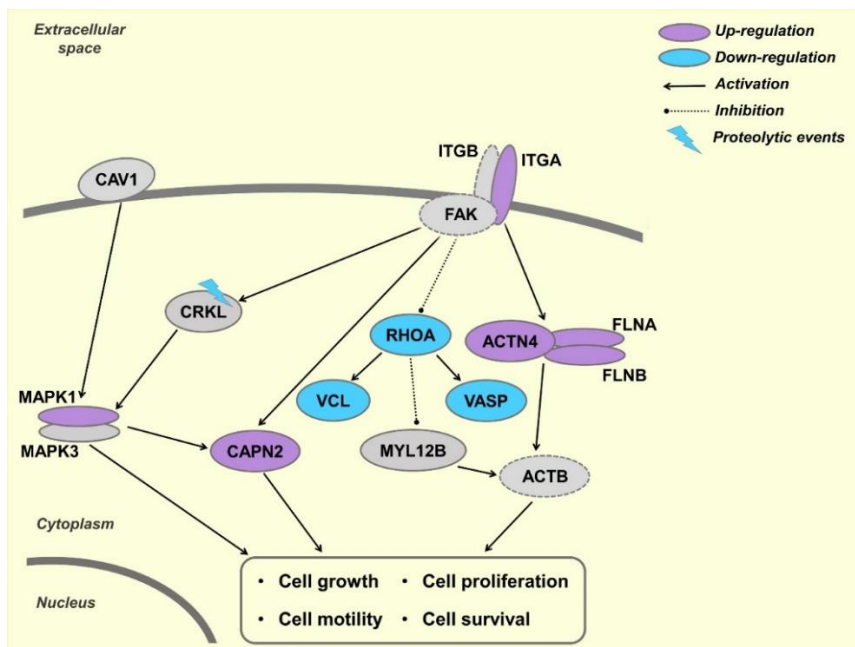 Extracellular
space
Up-regulation
Down-regulation
Activation
Inhibition
Proteolytic events
ITGB
ITGA
CAV1
FAK
CRKL
RHOA
ACTN4
FLNA
FLNB
VCL
VASP
MAPK1
MAPK3
CAPN2
MYL12B
ACTB
Cytoplasm
Nucleus
• Cell growth • Cell proliferation
• Cell motility • Cell survival